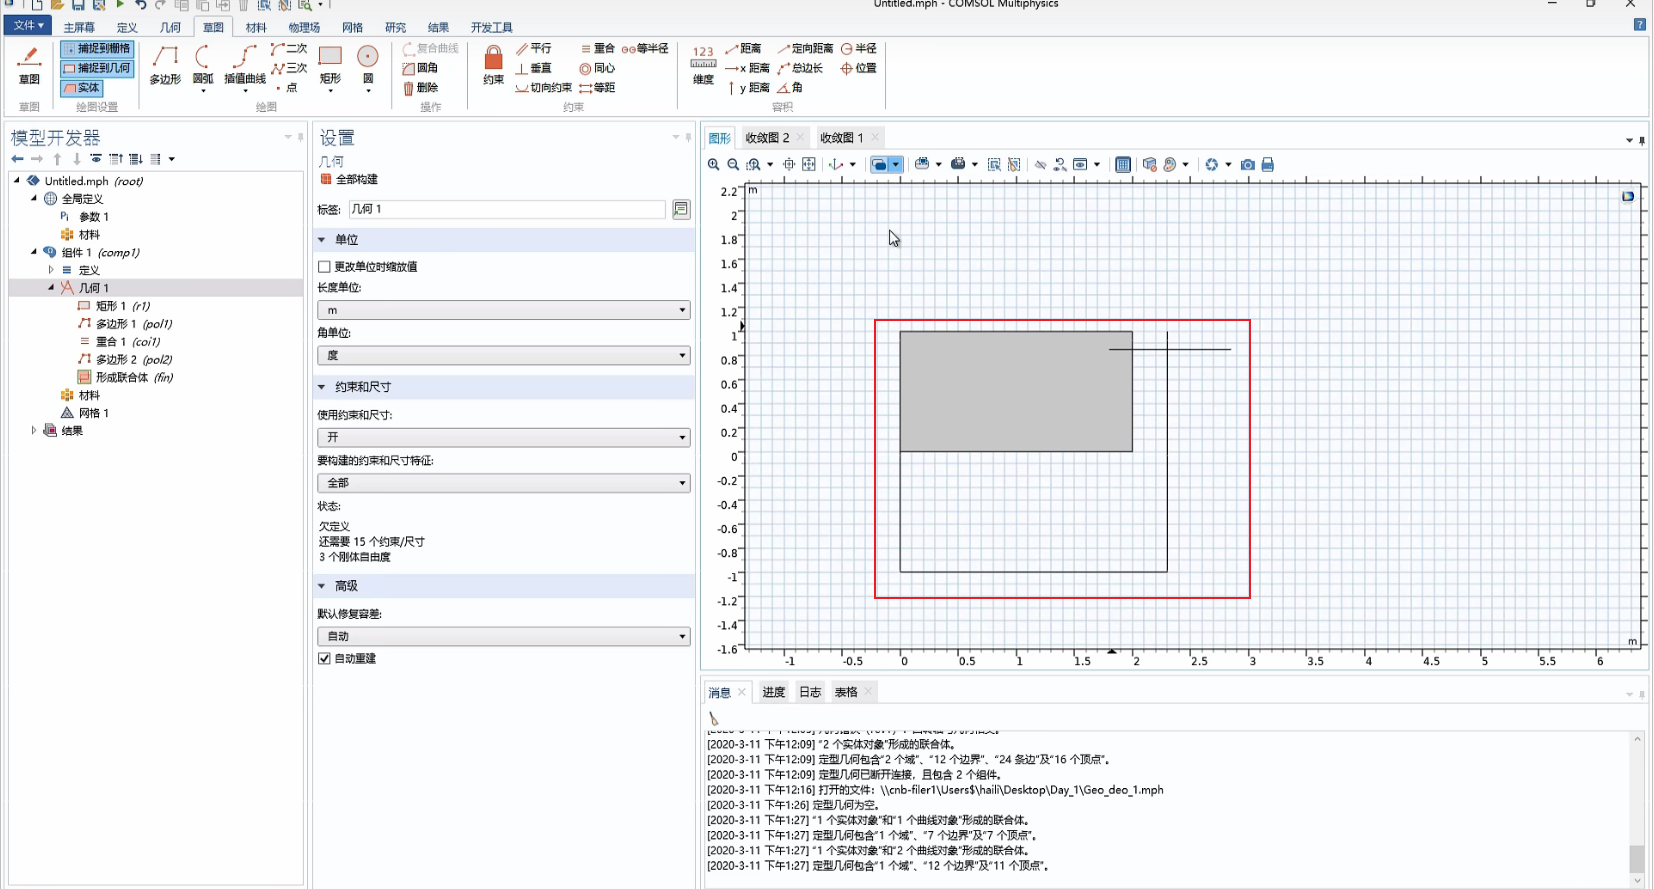 Untitled.mph - COMSOL Multiphysics
文件 主屏幕 定义 几何 草图 材料 物理场 网格 研究 结果 开发工具
草图
捕捉到栅格
捕捉到几何
实体
多边形 圆弧 插值曲线
二次
三次
点
矩形 圆
复合曲线
圆角
删除
约束
平行
垂直
切向约束
重合
同心
等距
等半径
123
维度
距离
x 距离
y 距离
定向距离
总边长
角
半径
位置
草图 绘图设置 绘图 操作 约束 容积
模型开发器
Untitled.mph (root)
全局定义
Pi 参数 1
材料
组件 1 (comp1)
定义
几何 1
矩形 1 (r1)
多边形 1 (pol1)
重合 1 (coi1)
多边形 2 (pol2)
形成联合体 (fin)
材料
网格 1
结果
设置
几何
全部构建
标签: 几何 1
单位
更改单位时缩放值
长度单位:
m
角单位:
度
约束和尺寸
使用约束和尺寸:
开
要构建的约束和尺寸特征:
全部
状态:
欠定义
还需要 15 个约束/尺寸
3 个刚体自由度
高级
默认修复容差:
自动
自动重建
图形 收敛图 2 收敛图 1
m
2.2
2
1.8
1.6
1.4
1.2
1
0.8
0.6
0.4
0.2
0
-0.2
-0.4
-0.6
-0.8
-1
-1.2
-1.4
-1.6
m
-1 -0.5 0 0.5 1 1.5 2 2.5 3 3.5 4 4.5 5 5.5 6
消息 进度 日志 表格
[2020-3-11 下午12:09] "2 个实体对象"形成的联合体。
[2020-3-11 下午12:09] 定型几何包含"2 个域"、"12 个边界"、"24 条边"及"16 个顶点"。
[2020-3-11 下午12:09] 定型几何已断开连接，且包含 2 个组件。
[2020-3-11 下午12:16] 打开的文件： \\cnb-filer1\Users$\haili\Desktop\Day_1\Geo_deo_1.mph
[2020-3-11 下午1:26] 定型几何为空。
[2020-3-11 下午1:27] "1 个实体对象"和"1 个曲线对象"形成的联合体。
[2020-3-11 下午1:27] 定型几何包含"1 个域"、"7 个边界"及"7 个顶点"。
[2020-3-11 下午1:27] "1 个实体对象"和"2 个曲线对象"形成的联合体。
[2020-3-11 下午1:27] 定型几何包含"1 个域"、"12 个边界"及"11 个顶点"。